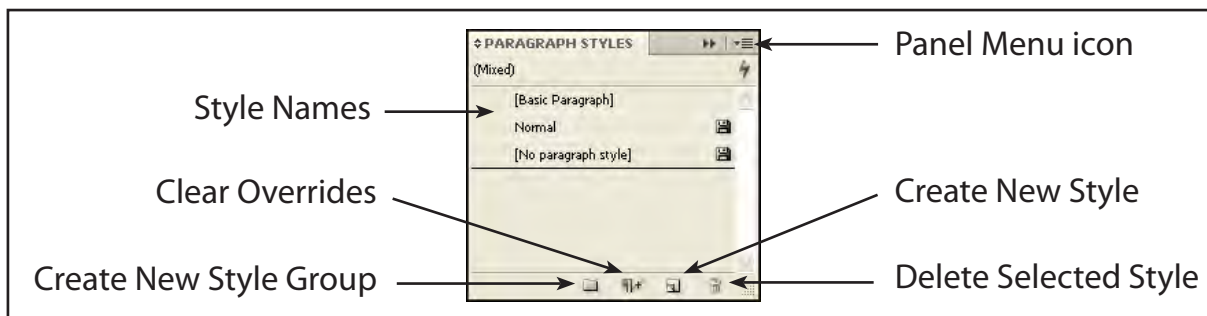 PARAGRAPH STYLES
Panel Menu icon
(Mixed)
Style Names
[Basic Paragraph]
Normal
[No paragraph style]
Clear Overrides
Create New Style
Create New Style Group
Delete Selected Style